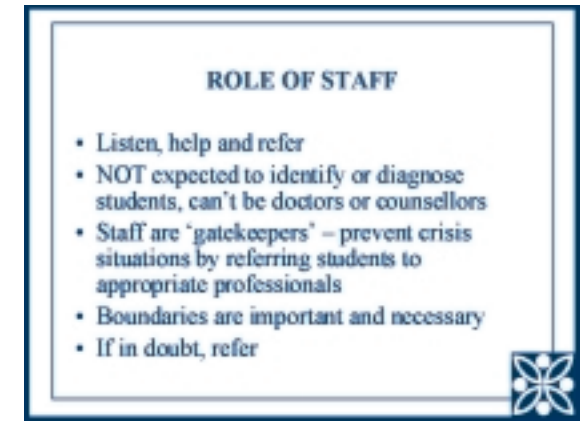 ROLE OF STAFF
• Listen, help and refer
• NOT expected to identify or diagnose
students, can't be doctors or counsellors
• Staff are 'gatekeepers' – prevent crisis
situations by referring students to
appropriate professionals
• Boundaries are important and necessary
• If in doubt, refer